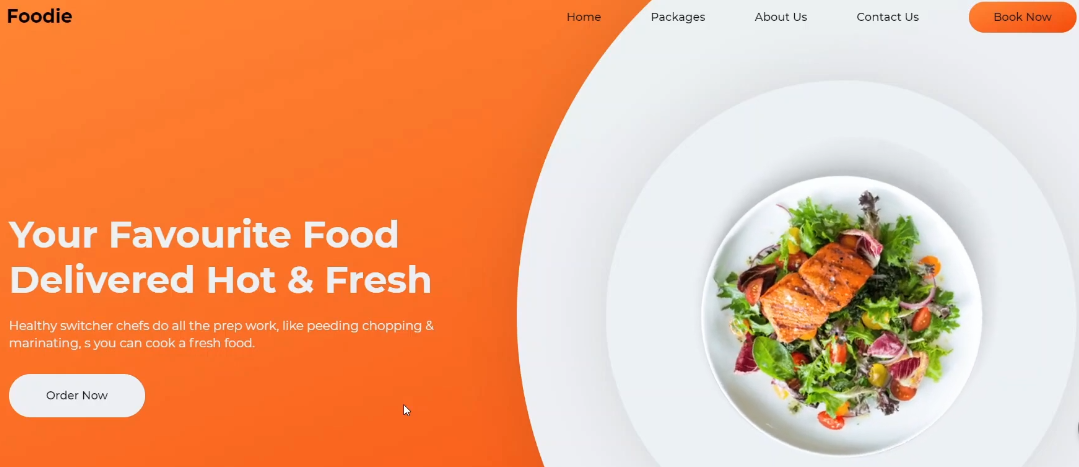 Foodie
Home Packages About Us Contact Us Book Now
Your Favourite Food
Delivered Hot & Fresh
Healthy switcher chefs do all the prep work, like peeding chopping &
marinating, s you can cook a fresh food.
Order Now